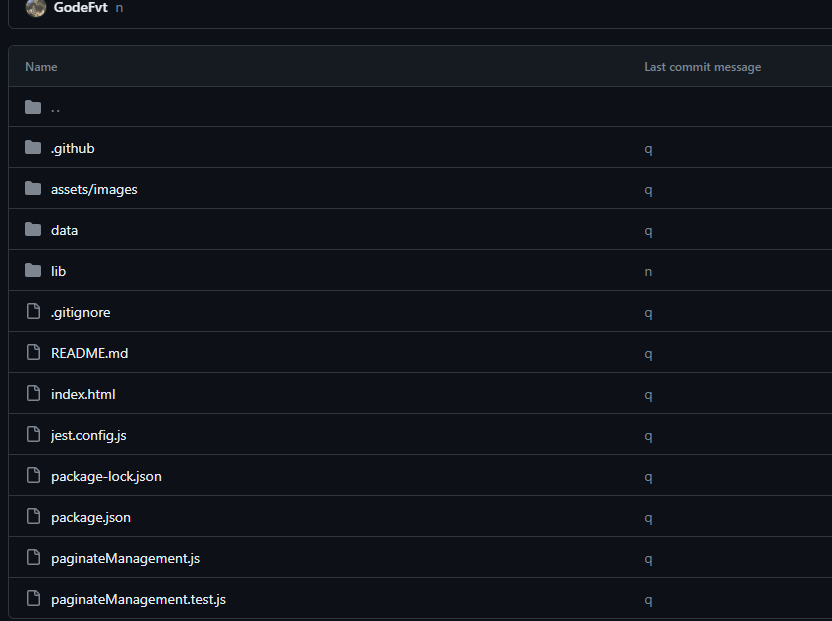 GodeFvt n
Name Last commit message
..
.github q
assets/images q
data q
lib n
.gitignore q
README.md q
index.html q
jest.config.js q
package-lock.json q
package.json q
paginateManagement.js q
paginateManagement.test.js q